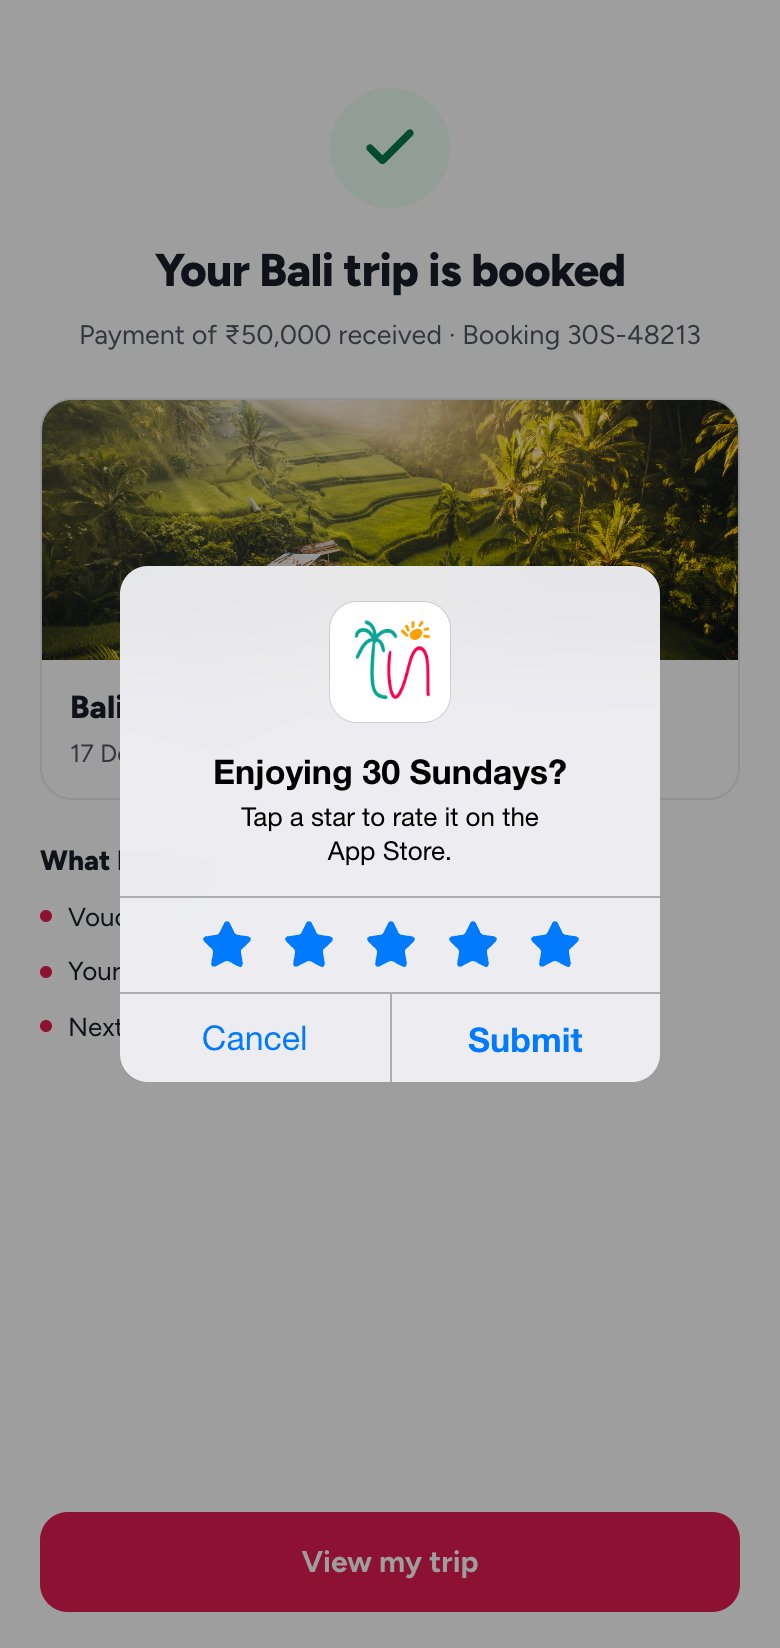 Your Bali trip is booked
Payment of ₹50,000 received · Booking 30S-48213
Enjoying 30 Sundays?
Tap a star to rate it on the
App Store.
Bali
17
What
Your
Next
Cancel
Submit
View my trip